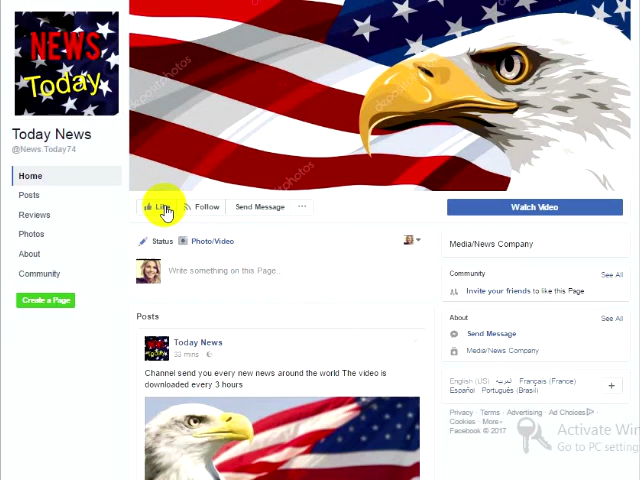 NEWS
Today
depositphotos
depositphotos
depositphotos
Today News
@News.Today74
Home
Posts
Reviews
Photos
About
Community
Create a Page
Like Follow Send Message ···
Watch Video
Status Photo/Video
Write something on this Page..
Media/News Company
Community See All
Invite your friends to like this Page
About See All
Send Message
Media/News Company
Posts
Today News
33 mins ·
Channel send you every new news around the world The video is
downloaded every 3 hours
English (US) · العربية · Français (France) ·
Español · Português (Brasil)
+
Privacy · Terms · Advertising · Ad Choices ·
Cookies · More
Facebook © 2017
Activate Win
Go to PC setting